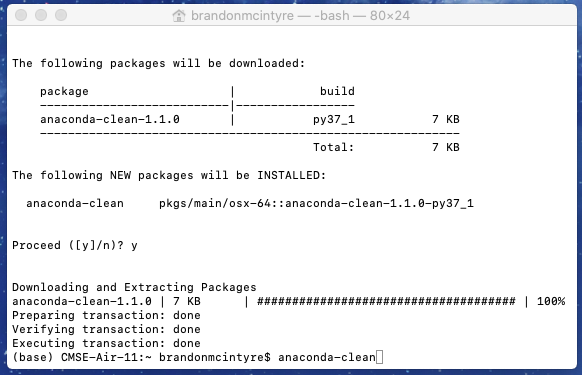 brandonmcintyre — -bash — 80×24
The following packages will be downloaded:
package | build
---------------------------|-----------------
anaconda-clean-1.1.0 | py37_1 7 KB
------------------------------------------------------------
Total: 7 KB
The following NEW packages will be INSTALLED:
anaconda-clean pkgs/main/osx-64::anaconda-clean-1.1.0-py37_1
Proceed ([y]/n)? y
Downloading and Extracting Packages
anaconda-clean-1.1.0 | 7 KB | ##################################### | 100%
Preparing transaction: done
Verifying transaction: done
Executing transaction: done
(base) CMSE-Air-11:~ brandonmcintyre$ anaconda-clean